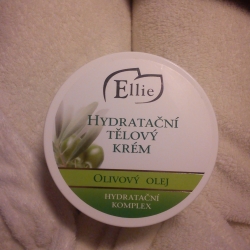 Ellie
HYDRATAČNÍ
TĚLOVÝ
KRÉM
OLIVOVÝ OLEJ
HYDRATAČNÍ
KOMPLEX